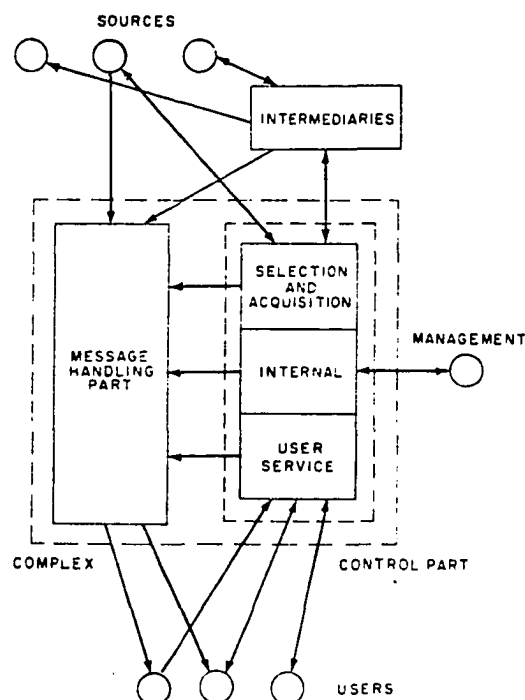 SOURCES
INTERMEDIARIES
SELECTION
AND
ACQUISITION
MANAGEMENT
MESSAGE
HANDLING
PART
INTERNAL
USER
SERVICE
COMPLEX
CONTROL PART
USERS